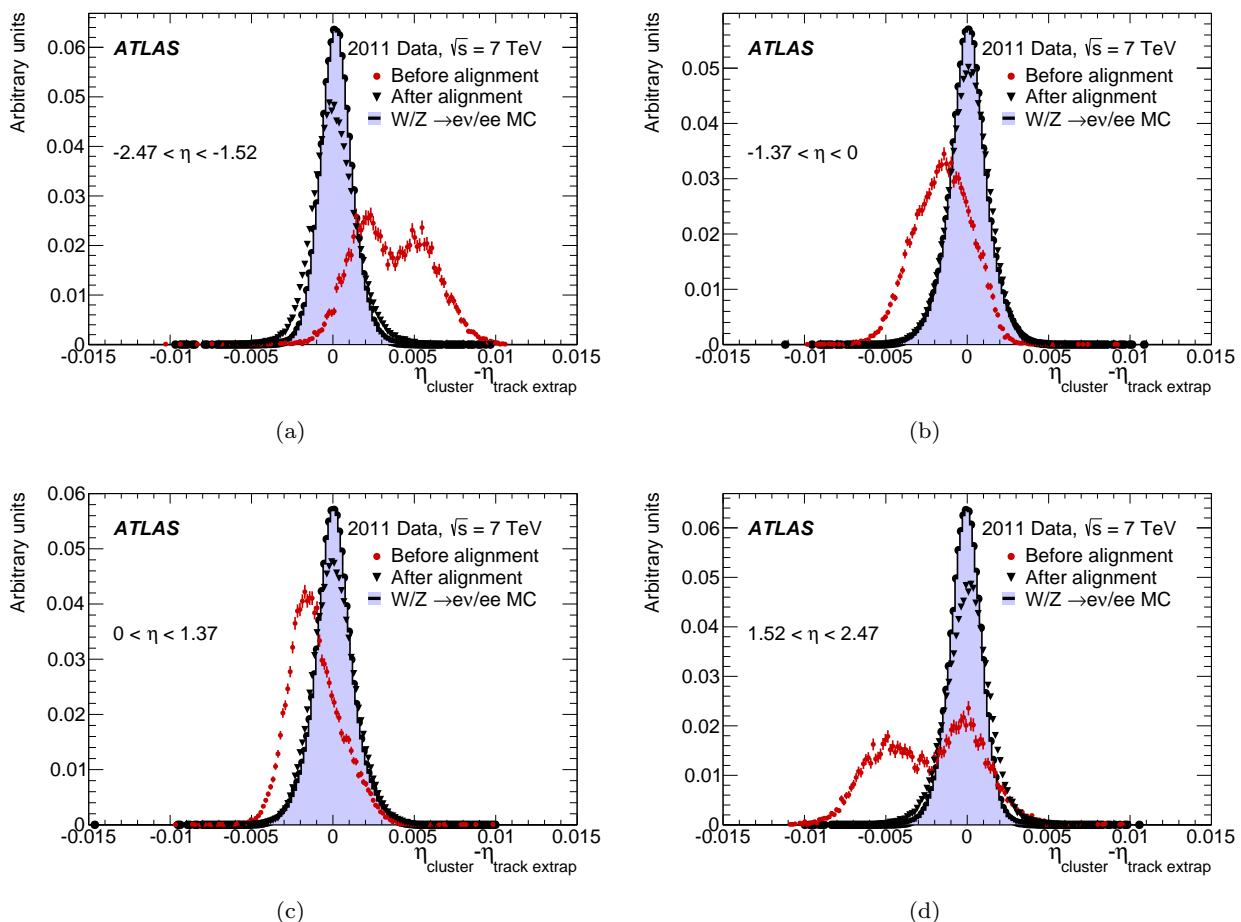 Arbitrary units
0.06
0.05
0.04
0.03
0.02
0.01
0
ATLAS
2011 Data, √s = 7 TeV
Before alignment
After alignment
W/Z →eν/ee MC
-2.47 < η < -1.52
-0.015 -0.01 -0.005 0 0.005 0.01 0.015
η_cluster -η_track extrap
(a)
Arbitrary units
0.05
0.04
0.03
0.02
0.01
0
ATLAS
2011 Data, √s = 7 TeV
Before alignment
After alignment
W/Z →eν/ee MC
-1.37 < η < 0
-0.015 -0.01 -0.005 0 0.005 0.01 0.015
η_cluster -η_track extrap
(b)
Arbitrary units
0.06
0.05
0.04
0.03
0.02
0.01
0
ATLAS
2011 Data, √s = 7 TeV
Before alignment
After alignment
W/Z →eν/ee MC
0 < η < 1.37
-0.015 -0.01 -0.005 0 0.005 0.01 0.015
η_cluster -η_track extrap
(c)
Arbitrary units
0.06
0.05
0.04
0.03
0.02
0.01
0
ATLAS
2011 Data, √s = 7 TeV
Before alignment
After alignment
W/Z →eν/ee MC
1.52 < η < 2.47
-0.015 -0.01 -0.005 0 0.005 0.01 0.015
η_cluster -η_track extrap
(d)